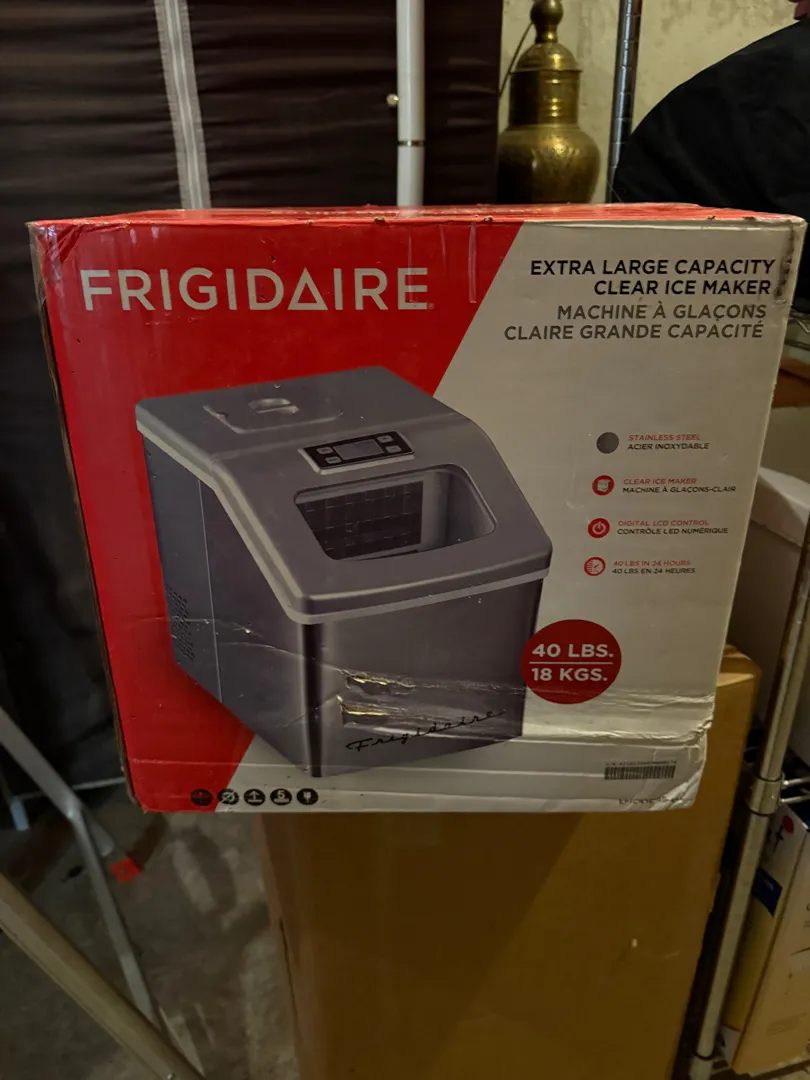 FRIGIDAIRE
EXTRA LARGE CAPACITY
CLEAR ICE MAKER
MACHINE À GLAÇONS
CLAIRE GRANDE CAPACITÉ
STAINLESS STEEL
ACIER INOXYDABLE
CLEAR ICE MAKER
MACHINE À GLAÇONS-CLAIR
DIGITAL LCD CONTROL
CONTRÔLE LED NUMÉRIQUE
40 LBS IN 24 HOURS
40 LBS EN 24 HEURES
40 LBS.
18 KGS.
Frigidaire
5